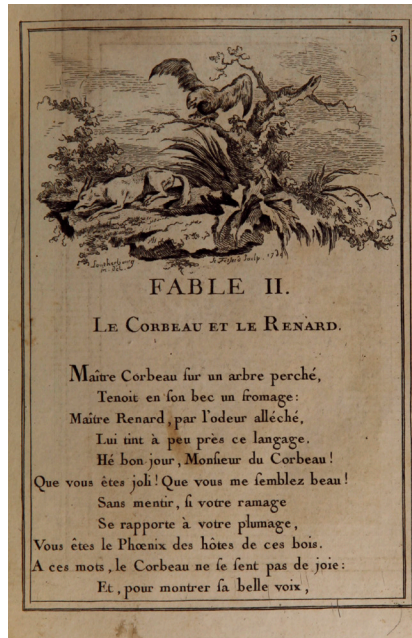 5
FABLE II.
LE CORBEAU ET LE RENARD.
Maître Corbeau ſur un arbre perché,
Tenoit en ſon bec un fromage:
Maître Renard, par l'odeur alléché,
Lui tint à peu près ce langage.
Hé bon jour, Monſieur du Corbeau!
Que vous êtes joli! Que vous me ſemblez beau!
Sans mentir, ſi votre ramage
Se rapporte à votre plumage,
Vous êtes le Phœnix des hôtes de ces bois.
A ces mots, le Corbeau ne ſe ſent pas de joie:
Et, pour montrer ſa belle voix,